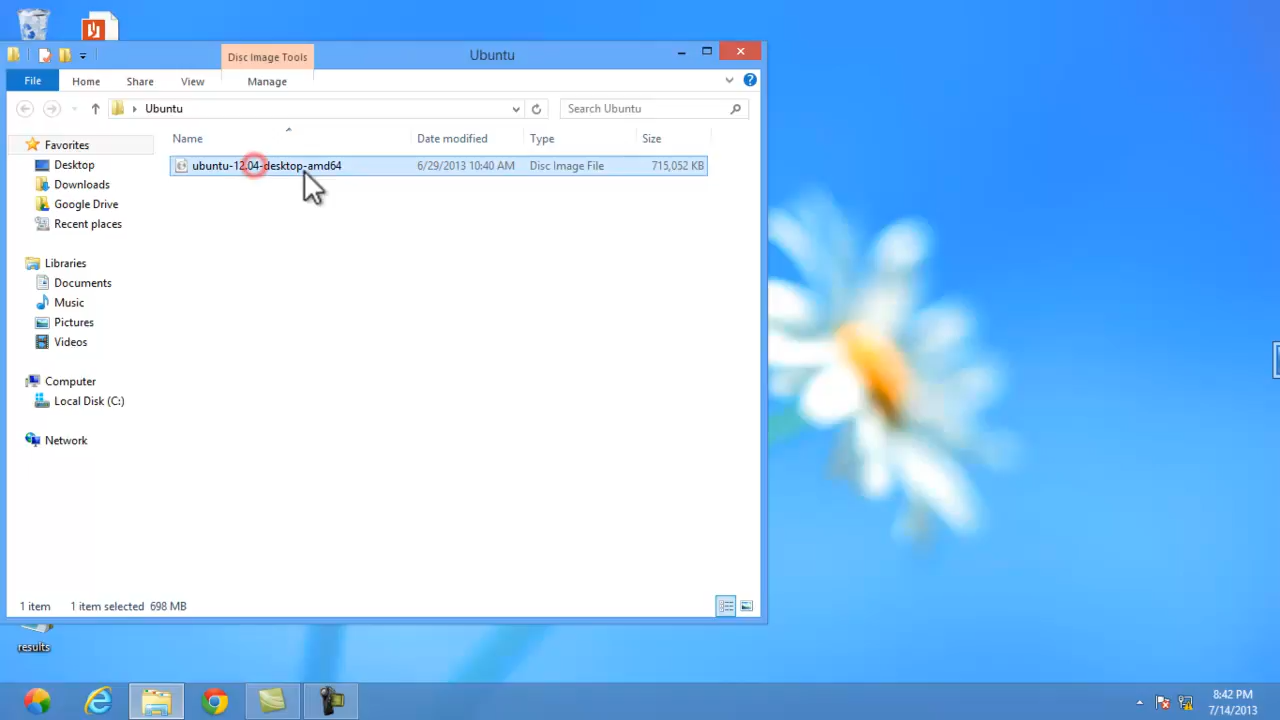 Disc Image Tools
Ubuntu
File
Home
Share
View
Manage
Ubuntu
Search Ubuntu
Name
Date modified
Type
Size
ubuntu-12.04-desktop-amd64
6/29/2013 10:40 AM
Disc Image File
715,052 KB
Favorites
Desktop
Downloads
Google Drive
Recent places
Libraries
Documents
Music
Pictures
Videos
Computer
Local Disk (C:)
Network
1 item
1 item selected 698 MB
results
8:42 PM
7/14/2013